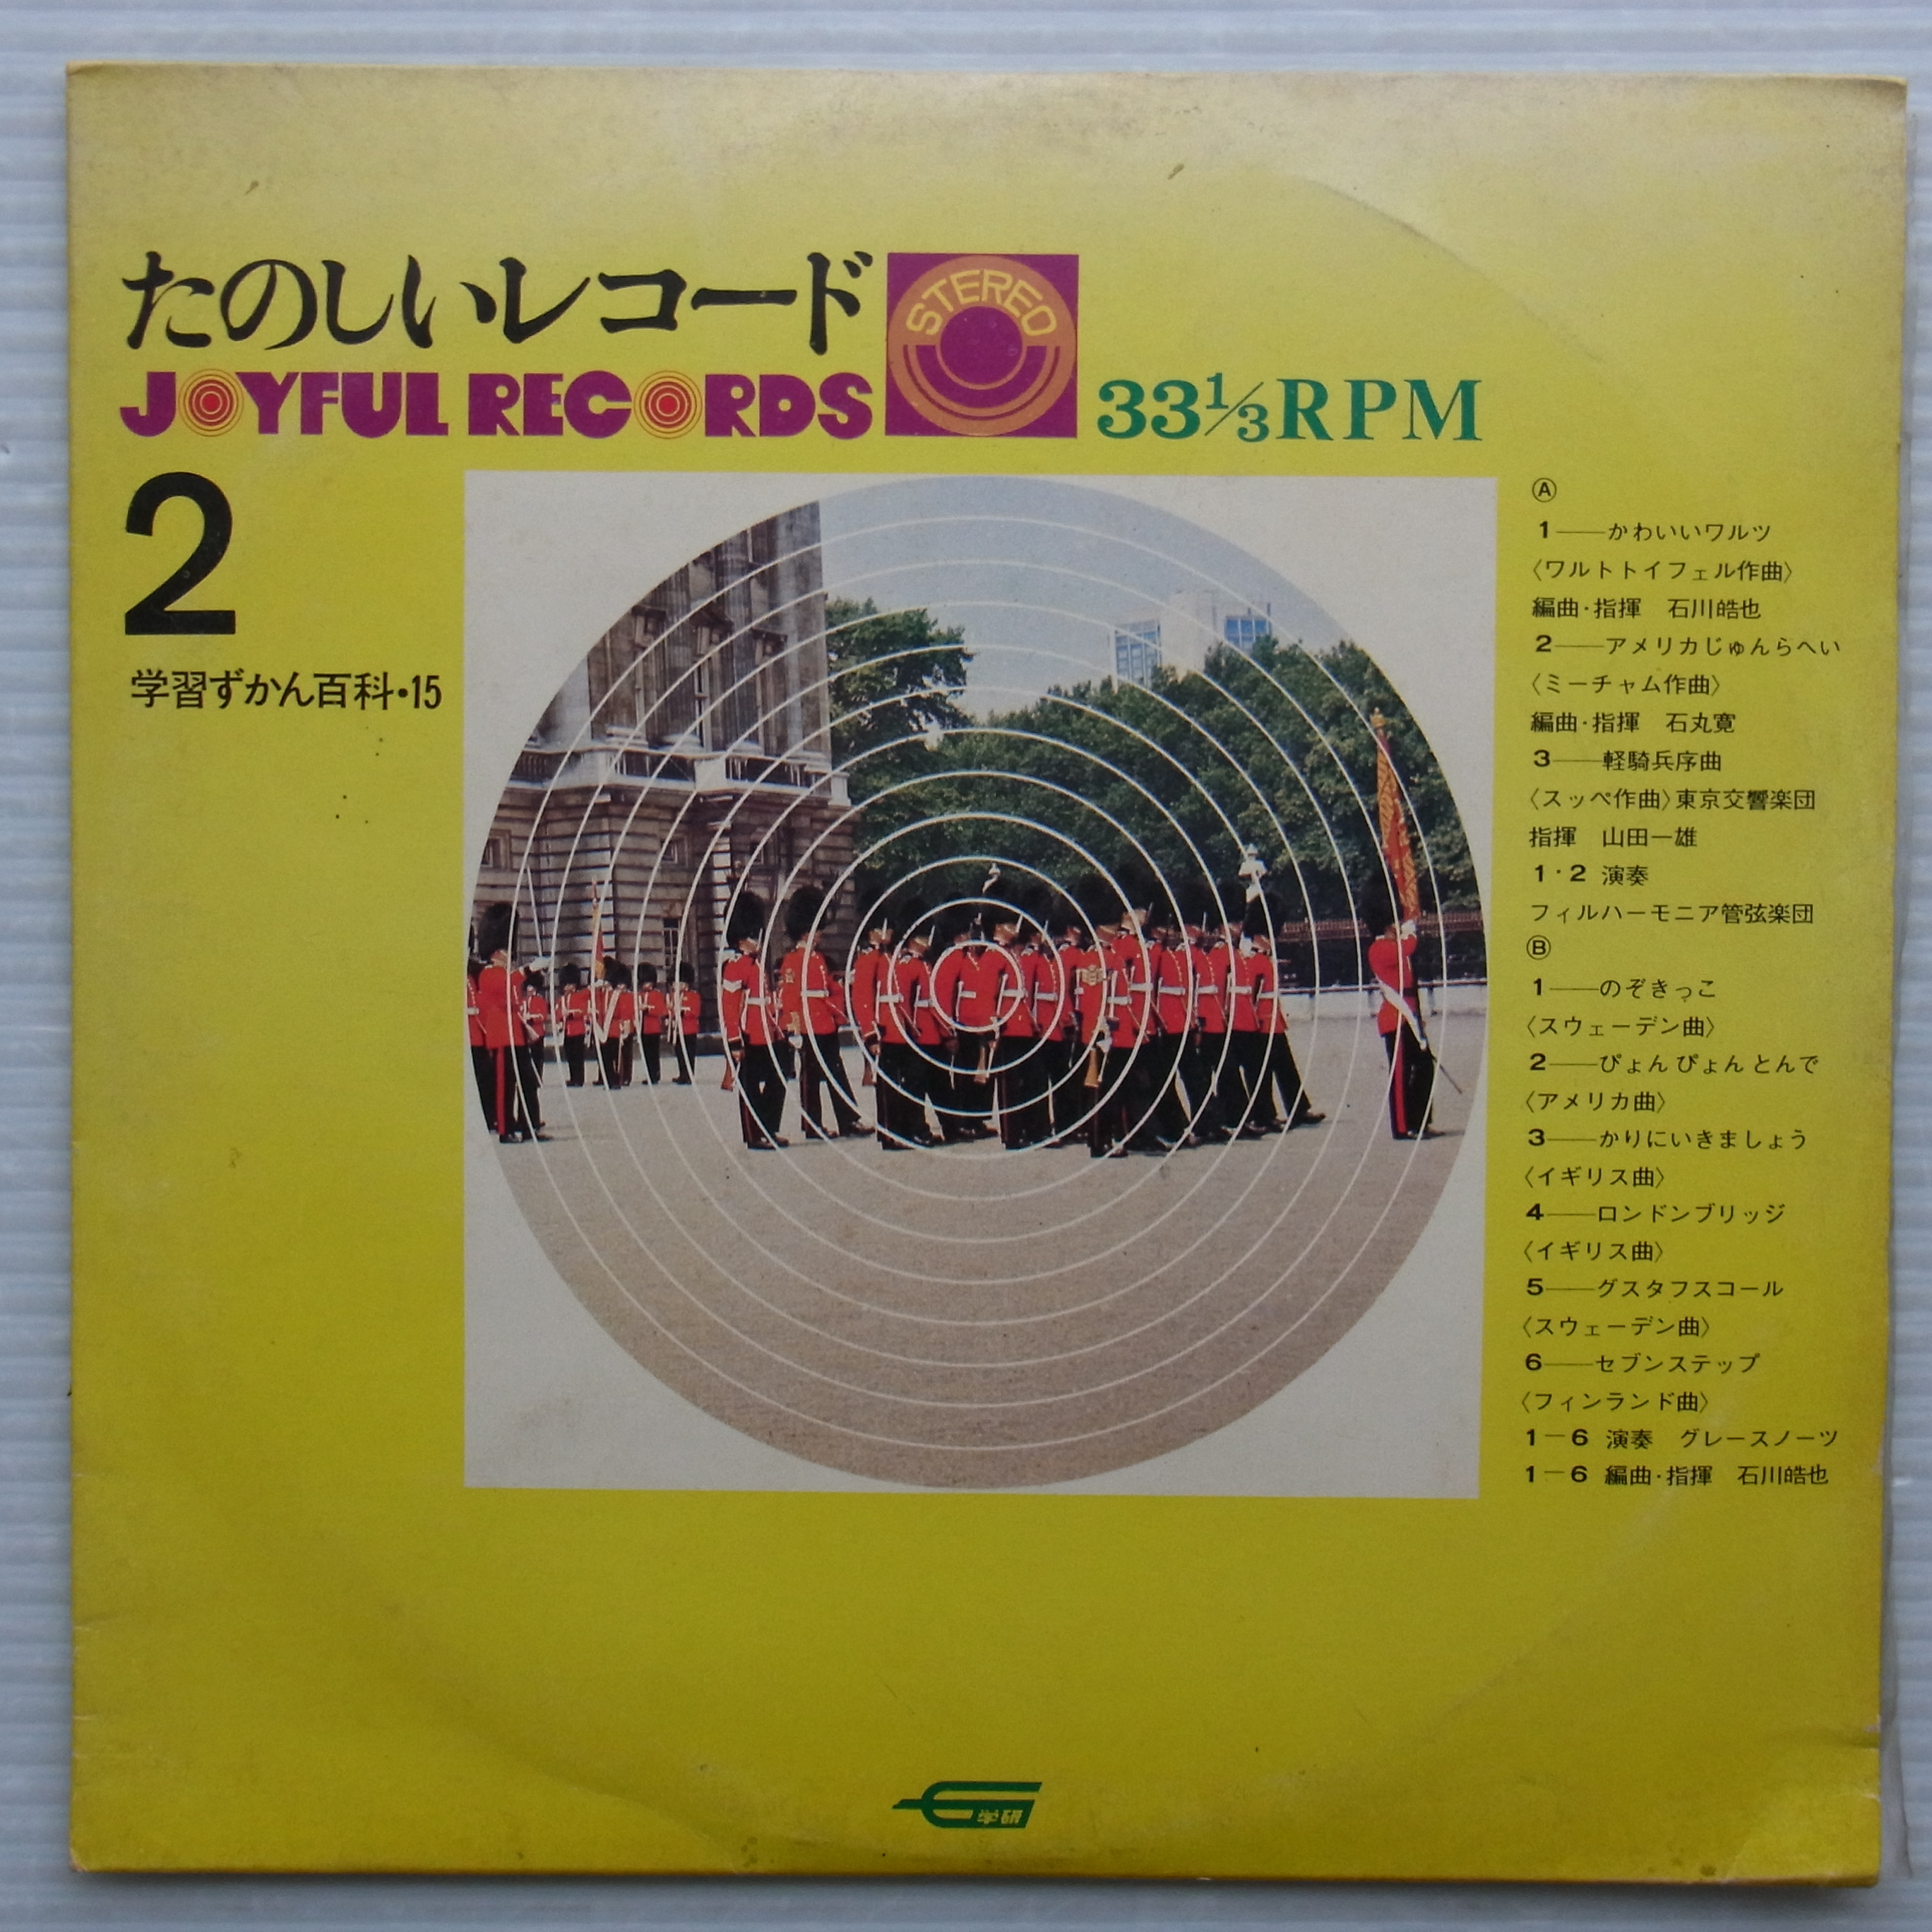 たのしいレコード
STEREO
JOYFUL RECORDS
33⅓RPM
2
学習ずかん百科・15
Ⓐ
1——かわいいワルツ
〈ワルトトイフェル作曲〉
編曲・指揮　石川皓也
2——アメリカじゅんらへい
〈ミーチャム作曲〉
編曲・指揮　石丸寛
3——軽騎兵序曲
〈スッペ作曲〉東京交響楽団
指揮　山田一雄
1・2 演奏
フィルハーモニア管弦楽団
Ⓑ
1——のぞきっこ
〈スウェーデン曲〉
2——ぴょん ぴょん とんで
〈アメリカ曲〉
3——かりにいきましょう
〈イギリス曲〉
4——ロンドンブリッジ
〈イギリス曲〉
5——グスタフスコール
〈スウェーデン曲〉
6——セブンステップ
〈フィンランド曲〉
1—6 演奏　グレースノーツ
1—6 編曲・指揮　石川皓也
G 学研